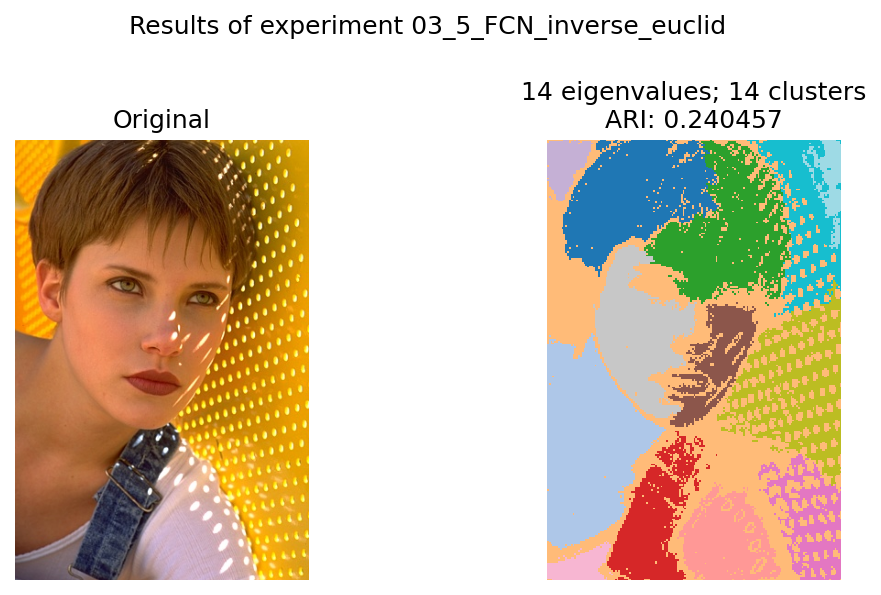 Results of experiment 03_5_FCN_inverse_euclid
Original
14 eigenvalues; 14 clusters
ARI: 0.240457